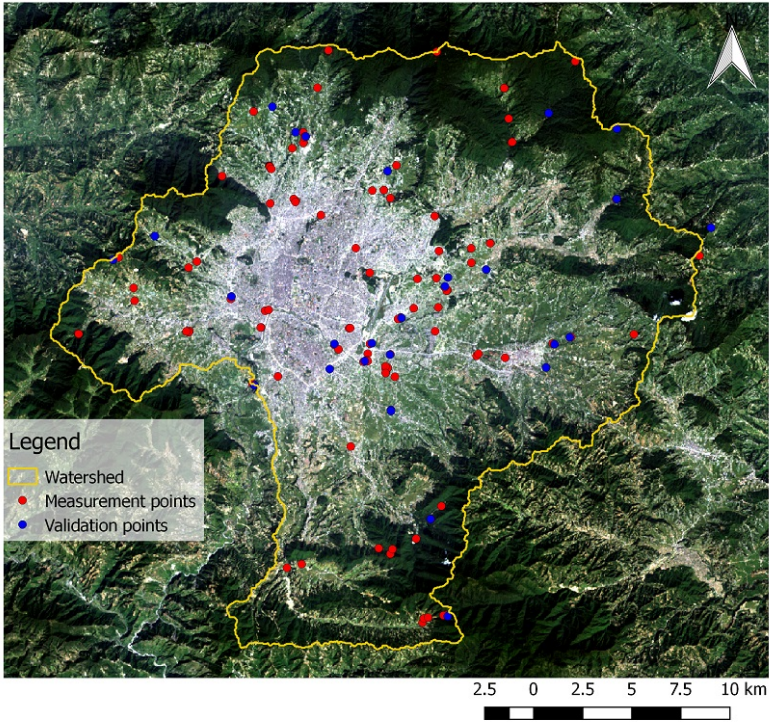 N
Legend
Watershed
Measurement points
Validation points
2.5 0 2.5 5 7.5 10 km